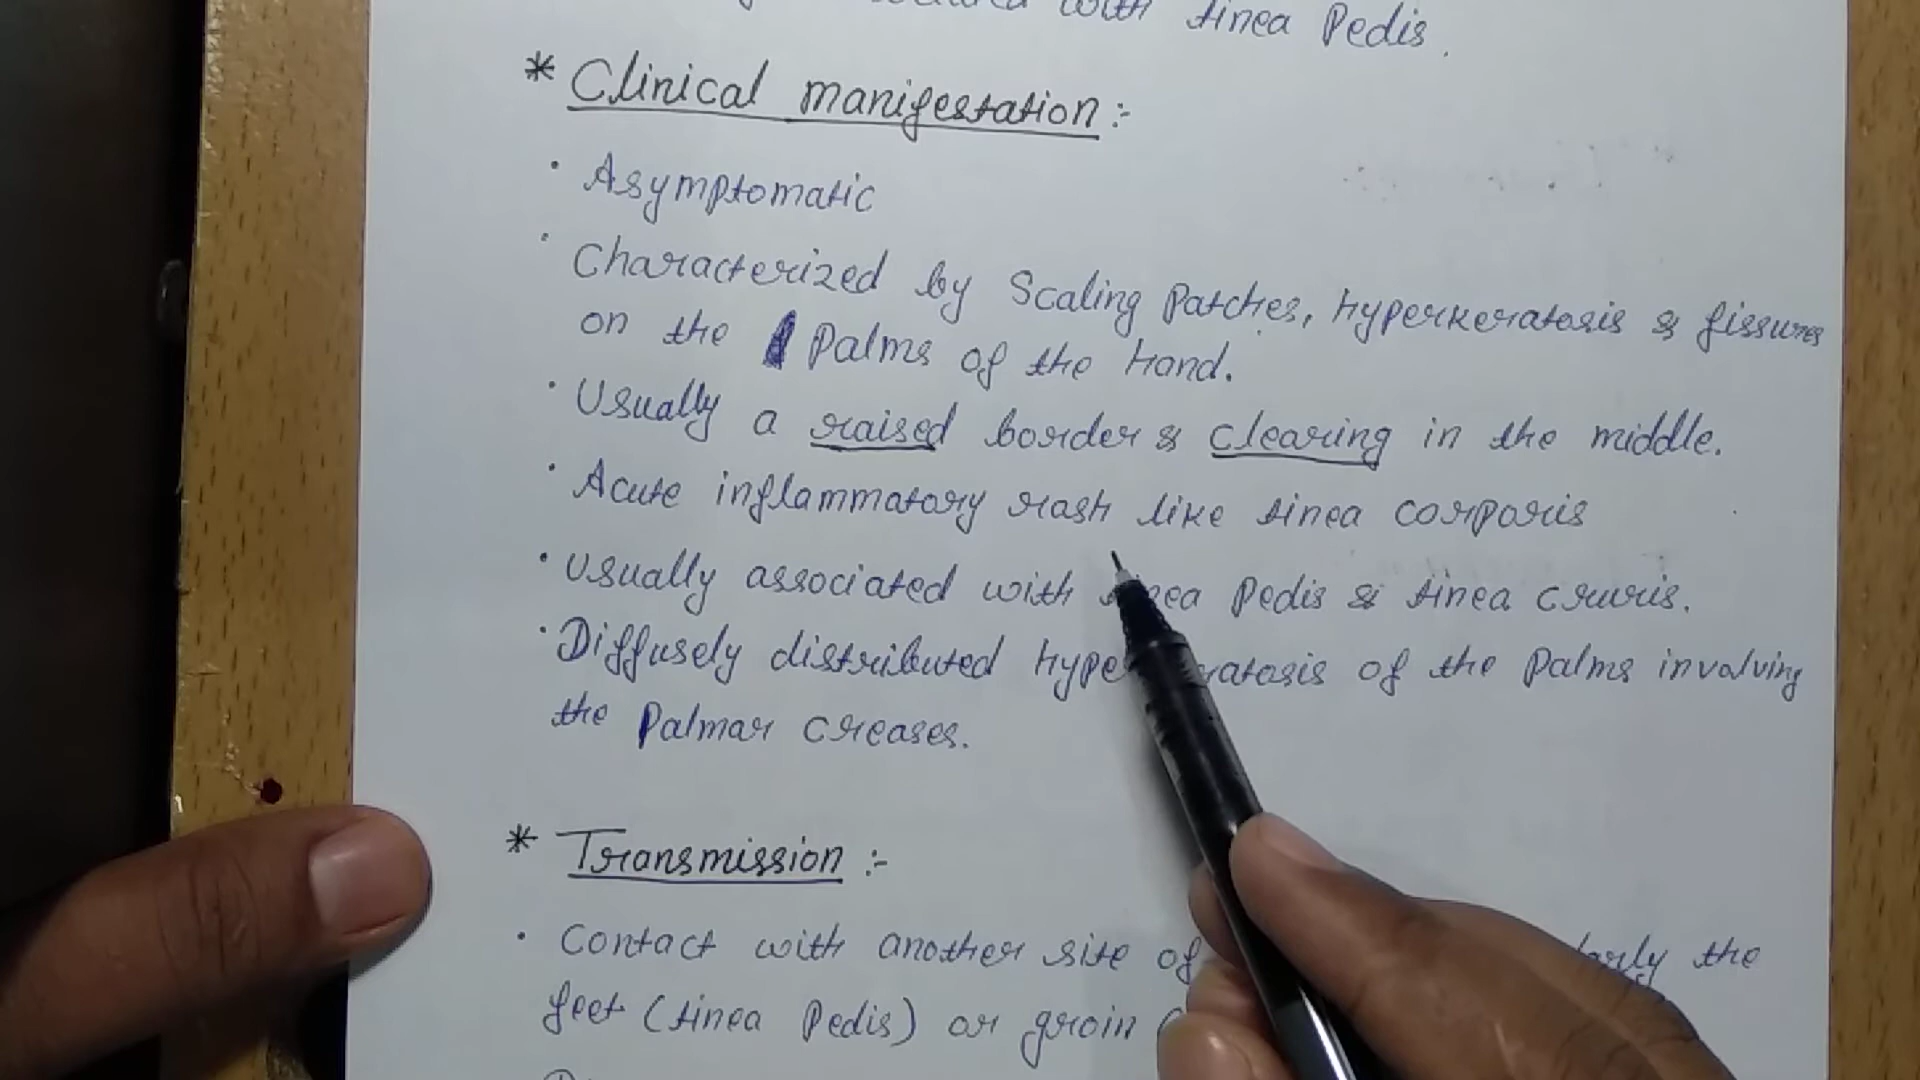 with tinea Pedis.
* Clinical manifestation :-
· Asymptomatic
· Characterized by Scaling Patches, Hyperkeratosis & fissures
on the Palms of the Hand.
· Usually a raised border & clearing in the middle.
· Acute inflammatory rash like tinea corporis
· Usually associated with Pedis & tinea cruris.
· Diffusely distributed of the Palms involving
the Palmar creases.
* Transmission :-
· Contact with another site of the
feet (tinea Pedis) or groin (